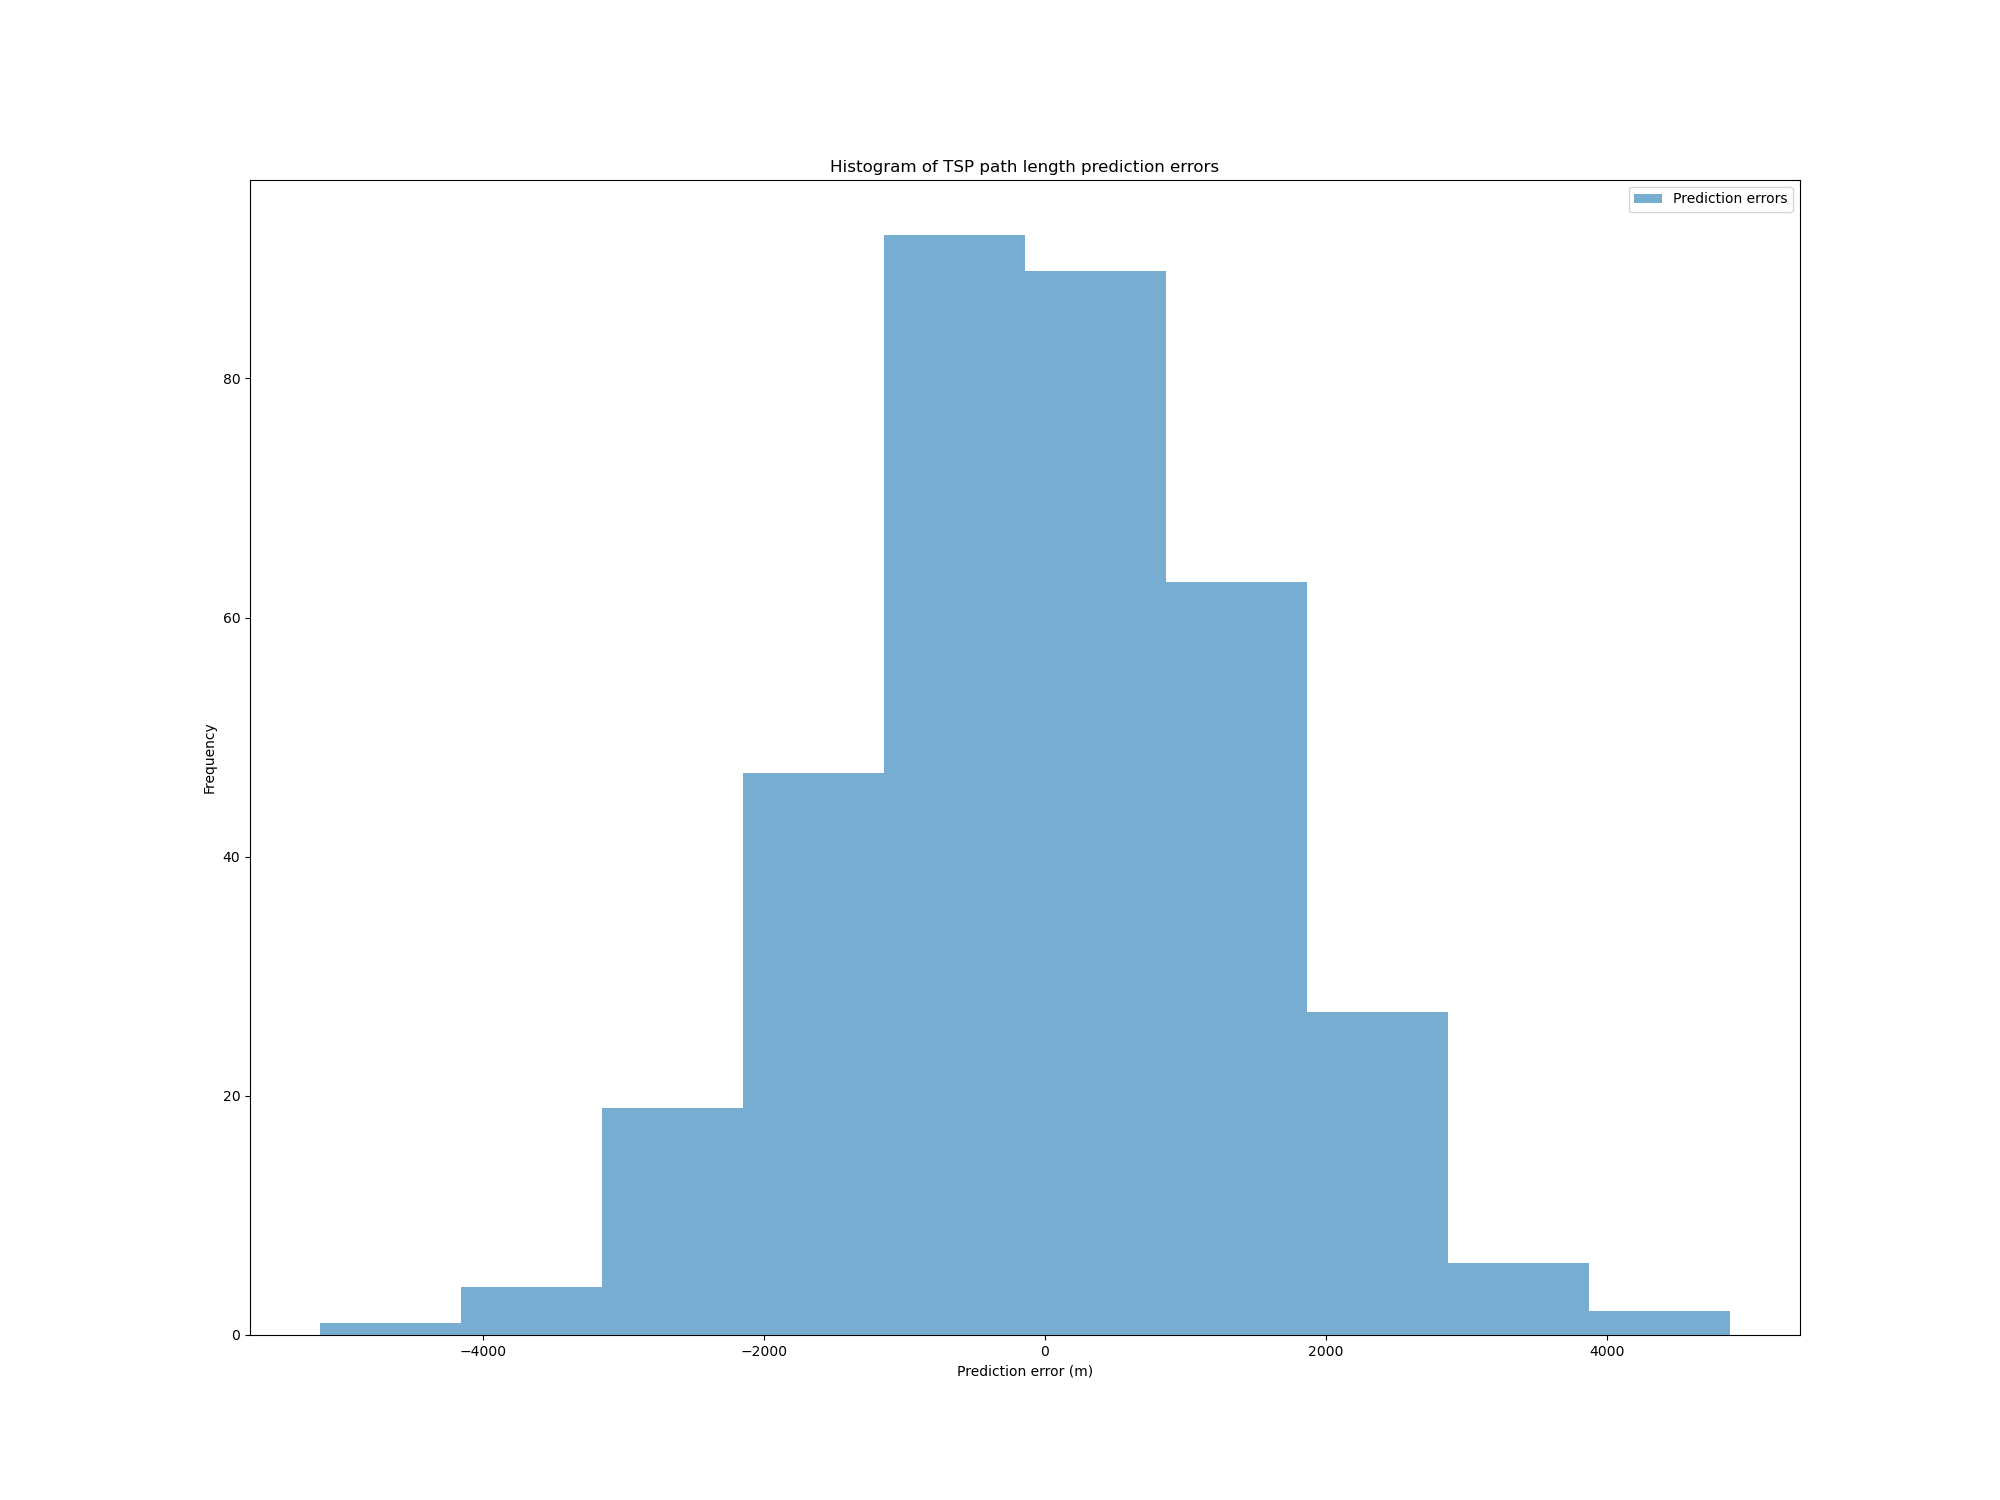 Histogram of TSP path length prediction errors
Prediction errors
80
60
40
20
0
Frequency
−4000
−2000
0
2000
4000
Prediction error (m)